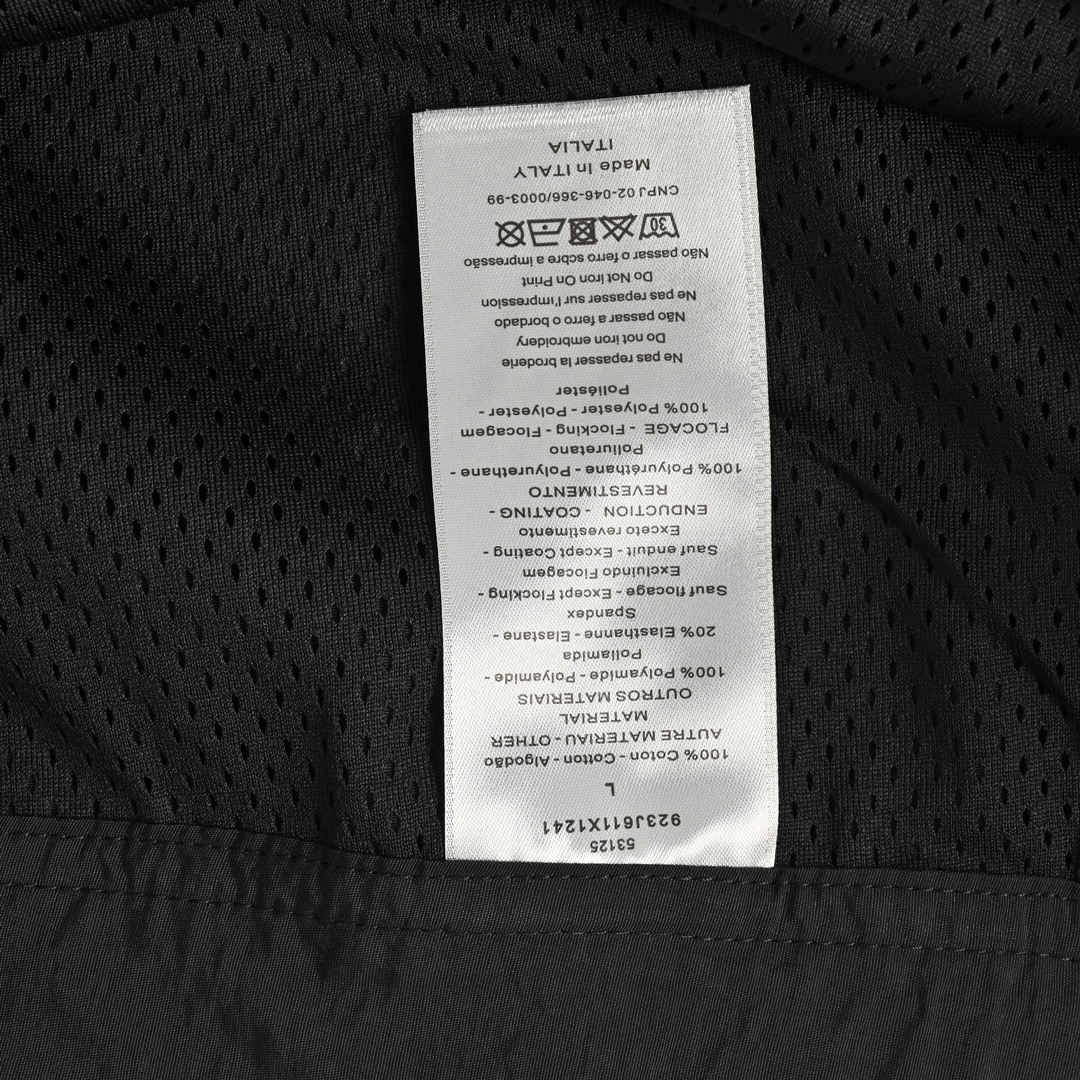 53125
923J611X1241
L
100% Coton - Cotton - Algodão
AUTRE MATERIAU - OTHER
MATERIAL
OUTROS MATERIAIS
100% Polyamide - Polyamide -
Poliamida
20% Elasthanne - Elastane -
Spandex
Sauf flocage - Except Flocking -
Excluindo Flocagem
Sauf enduit - Except Coating -
Exceto revestimento
ENDUCTION - COATING -
REVESTIMENTO
100% Polyuréthane - Polyurethane -
Poliuretano
FLOCAGE - Flocking - Flocagem
100% Polyester - Polyester -
Poliéster
Ne pas repasser la broderie
Do not iron embroidery
Não passar a ferro o bordado
Ne pas repasser sur l'impression
Do Not Iron On Print
Não passar o ferro sobre a impressão
30
CNPJ 02-046-366/0003-99
Made In ITALY
ITALIA